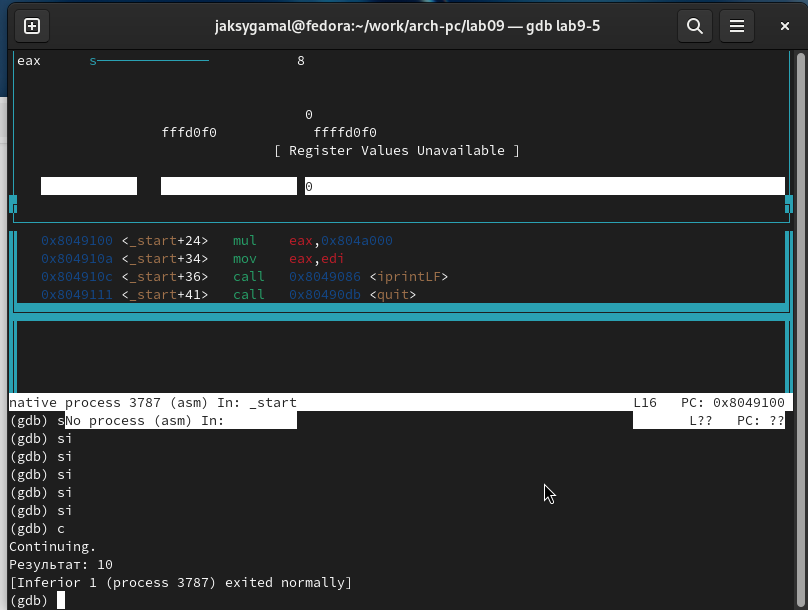 jaksygamal@fedora:~/work/arch-pc/lab09 — gdb lab9-5
eax s 8
0
fffd0f0 ffffd0f0
[ Register Values Unavailable ]
0
0x8049100 <_start+24> mul eax,0x804a000
0x804910a <_start+34> mov eax,edi
0x804910c <_start+36> call 0x8049086 <iprintLF>
0x8049111 <_start+41> call 0x80490db <quit>
native process 3787 (asm) In: _start L16 PC: 0x8049100
(gdb) sNo process (asm) In: L?? PC: ??
(gdb) si
(gdb) si
(gdb) si
(gdb) si
(gdb) si
(gdb) c
Continuing.
Результат: 10
[Inferior 1 (process 3787) exited normally]
(gdb)